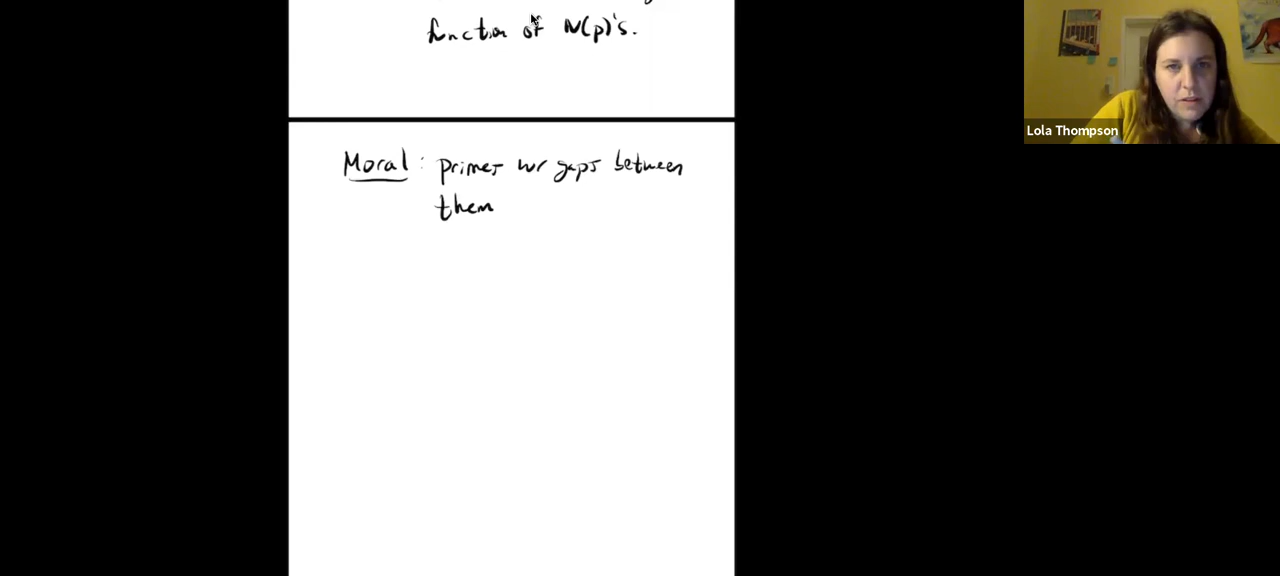 function of N(p)'s.
Moral: primes w/ gaps between
them
Lola Thompson